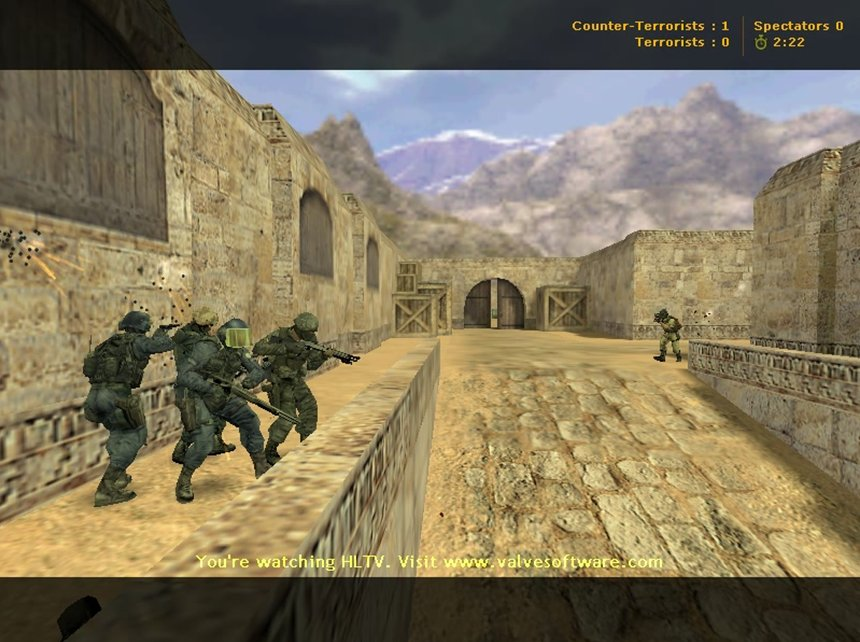 Counter-Terrorists : 1
Terrorists : 0
Spectators 0
2:22
You're watching HLTV. Visit www.valvesoftware.com